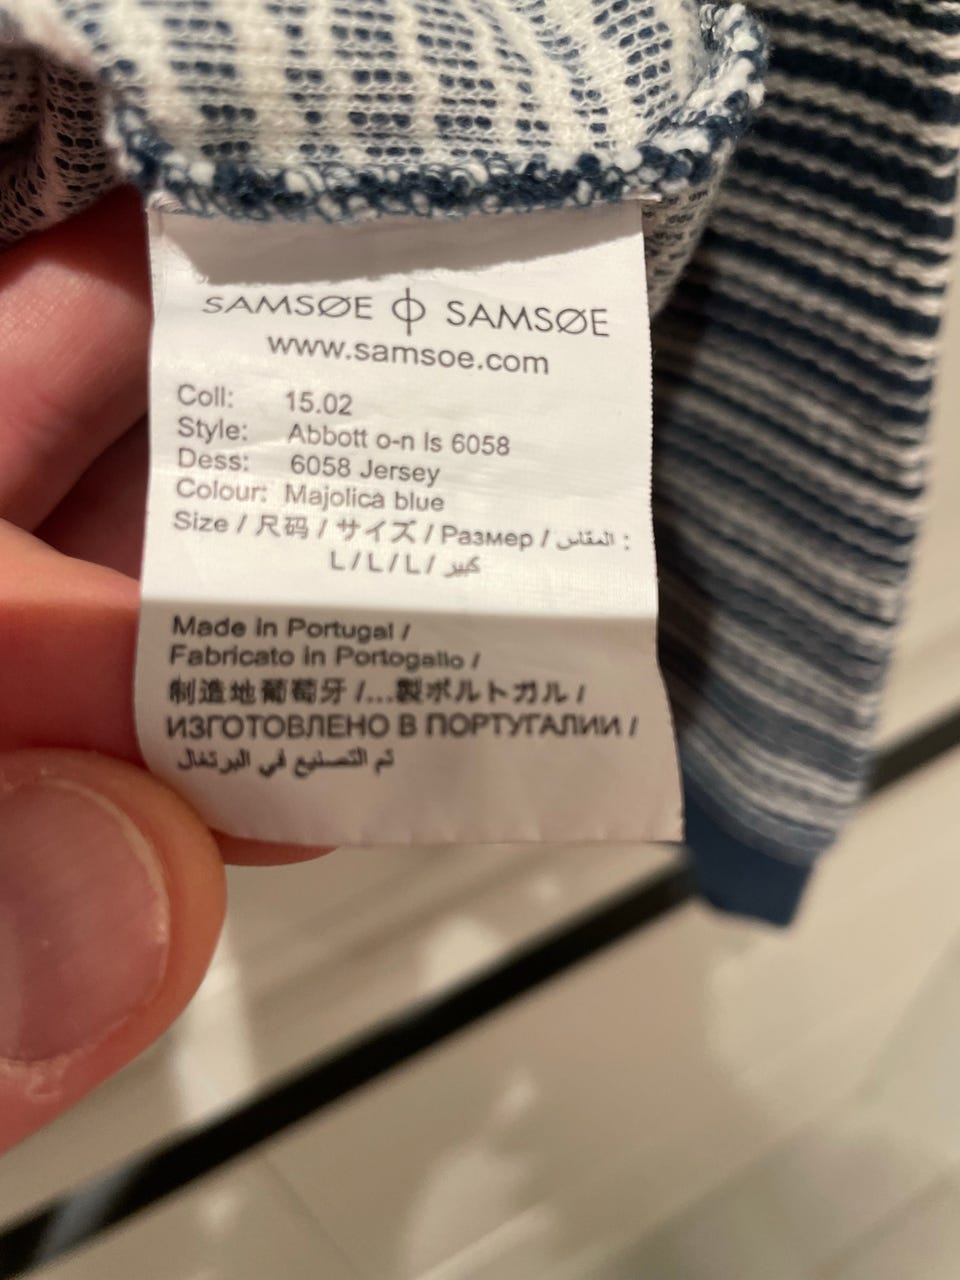 SAMSØE SAMSØE
www.samsoe.com
Coll: 15.02
Style: Abbott o-n ls 6058
Dess: 6058 Jersey
Colour: Majolica blue
Size / 尺码 / サイズ / Размер / المقاس :
L / L / L / كبير
Made in Portugal /
Fabricato in Portogallo /
制造地葡萄牙 /...製ポルトガル /
ИЗГОТОВЛЕНО В ПОРТУГАЛИИ /
تم التصنيع في البرتغال